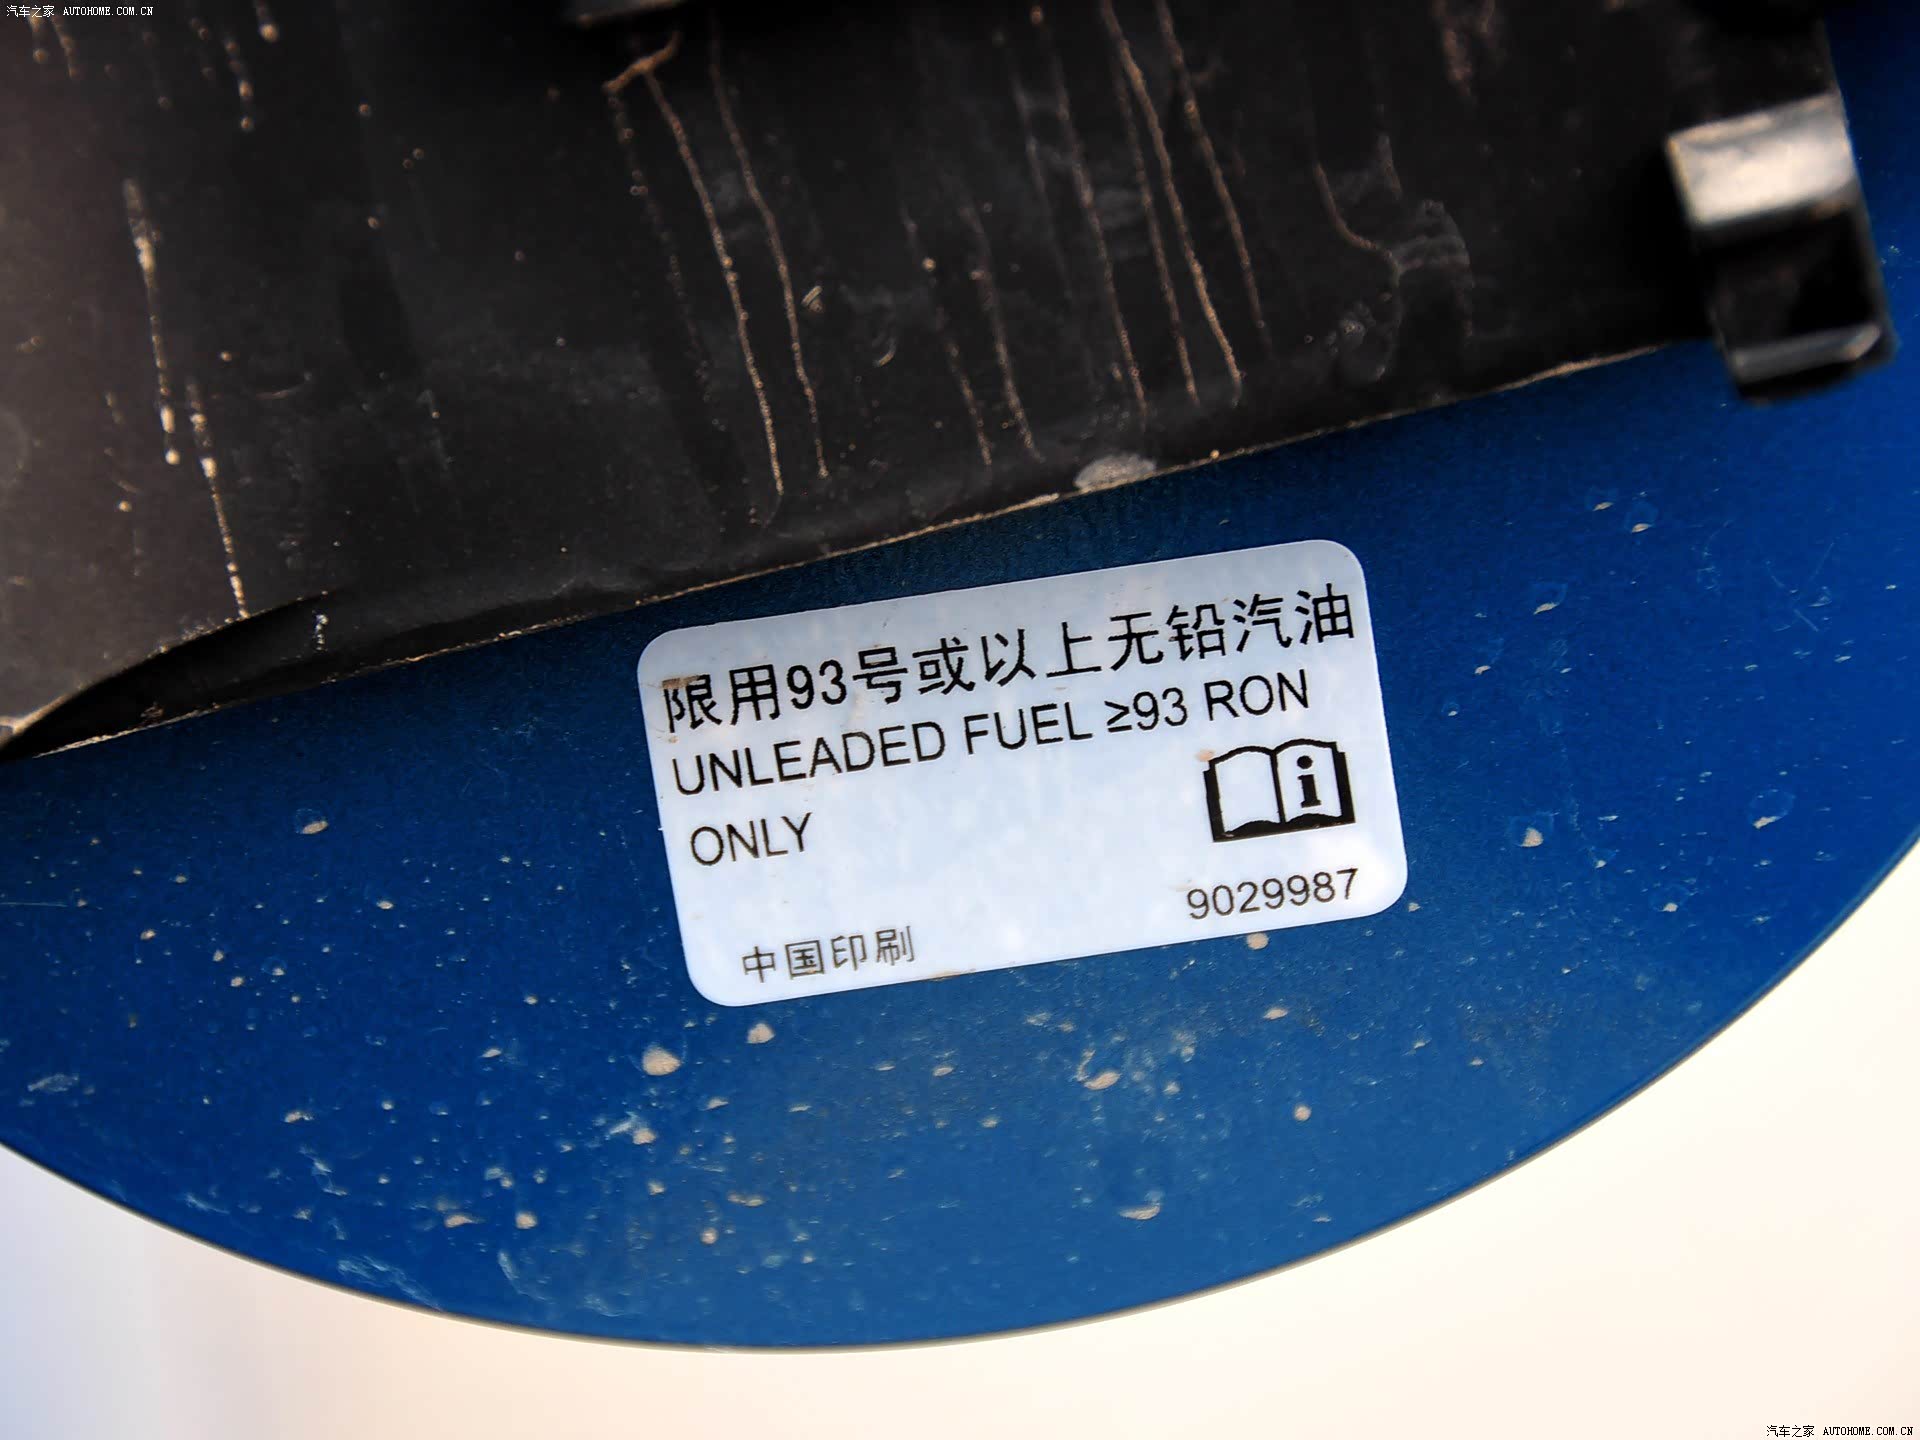 汽车之家 AUTOHOME.COM.CN
限用93号或以上无铅汽油
UNLEADED FUEL ≥93 RON
ONLY
9029987
中国印刷
汽车之家 AUTOHOME.COM.CN